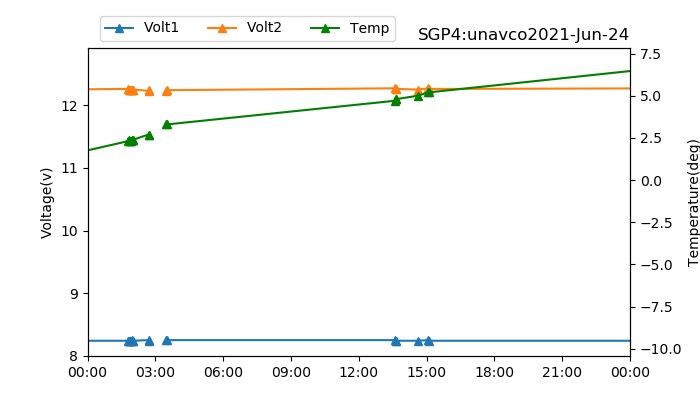 Volt1 Volt2 Temp
SGP4:unavco2021-Jun-24
12
11
10
9
8
Voltage(v)
7.5
5.0
2.5
0.0
−2.5
−5.0
−7.5
−10.0
Temperature(deg)
00:00 03:00 06:00 09:00 12:00 15:00 18:00 21:00 00:00